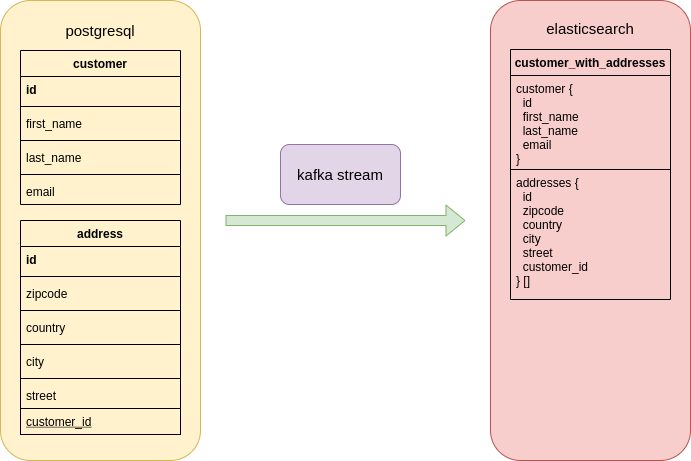 postgresql
customer
id
first_name
last_name
email
address
id
zipcode
country
city
street
customer_id
kafka stream
elasticsearch
customer_with_addresses
customer {
id
first_name
last_name
email
}
addresses {
id
zipcode
country
city
street
customer_id
} []